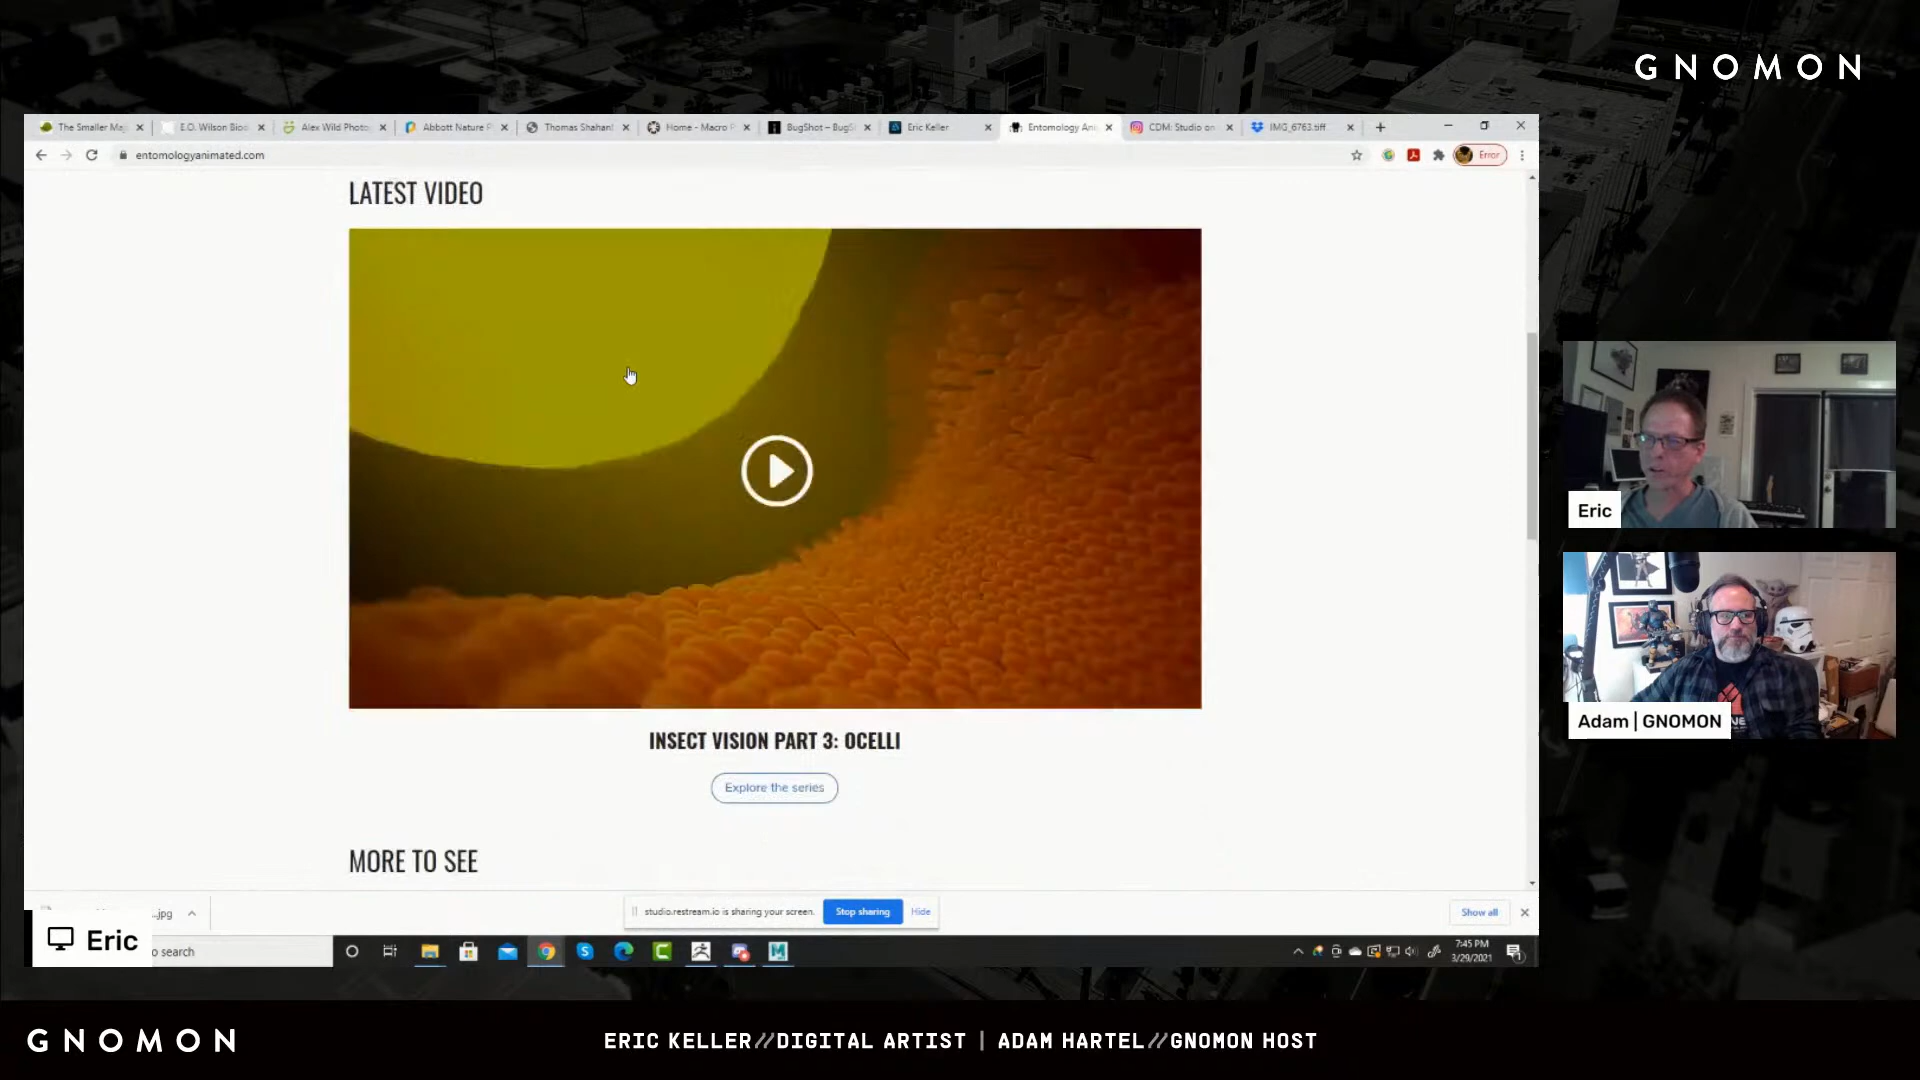 GNOMON
The Smaller Ma
E.O. Wilson Bio
Alex Wild Photo
Abbott Nature P
Thomas Shahan
Home - Macro P
BugShot – BugS
Eric Keller
Entomology Ani
CDM: Studio on
IMG_6763.tiff
entomologyanimated.com
Error
LATEST VIDEO
INSECT VISION PART 3: OCELLI
Explore the series
MORE TO SEE
Eric
Adam | GNOMON
...jpg
studio.restream.io is sharing your screen.
Stop sharing
Hide
Show all
Eric
o search
7:45 PM
3/29/2021
GNOMON
ERIC KELLER//DIGITAL ARTIST | ADAM HARTEL//GNOMON HOST